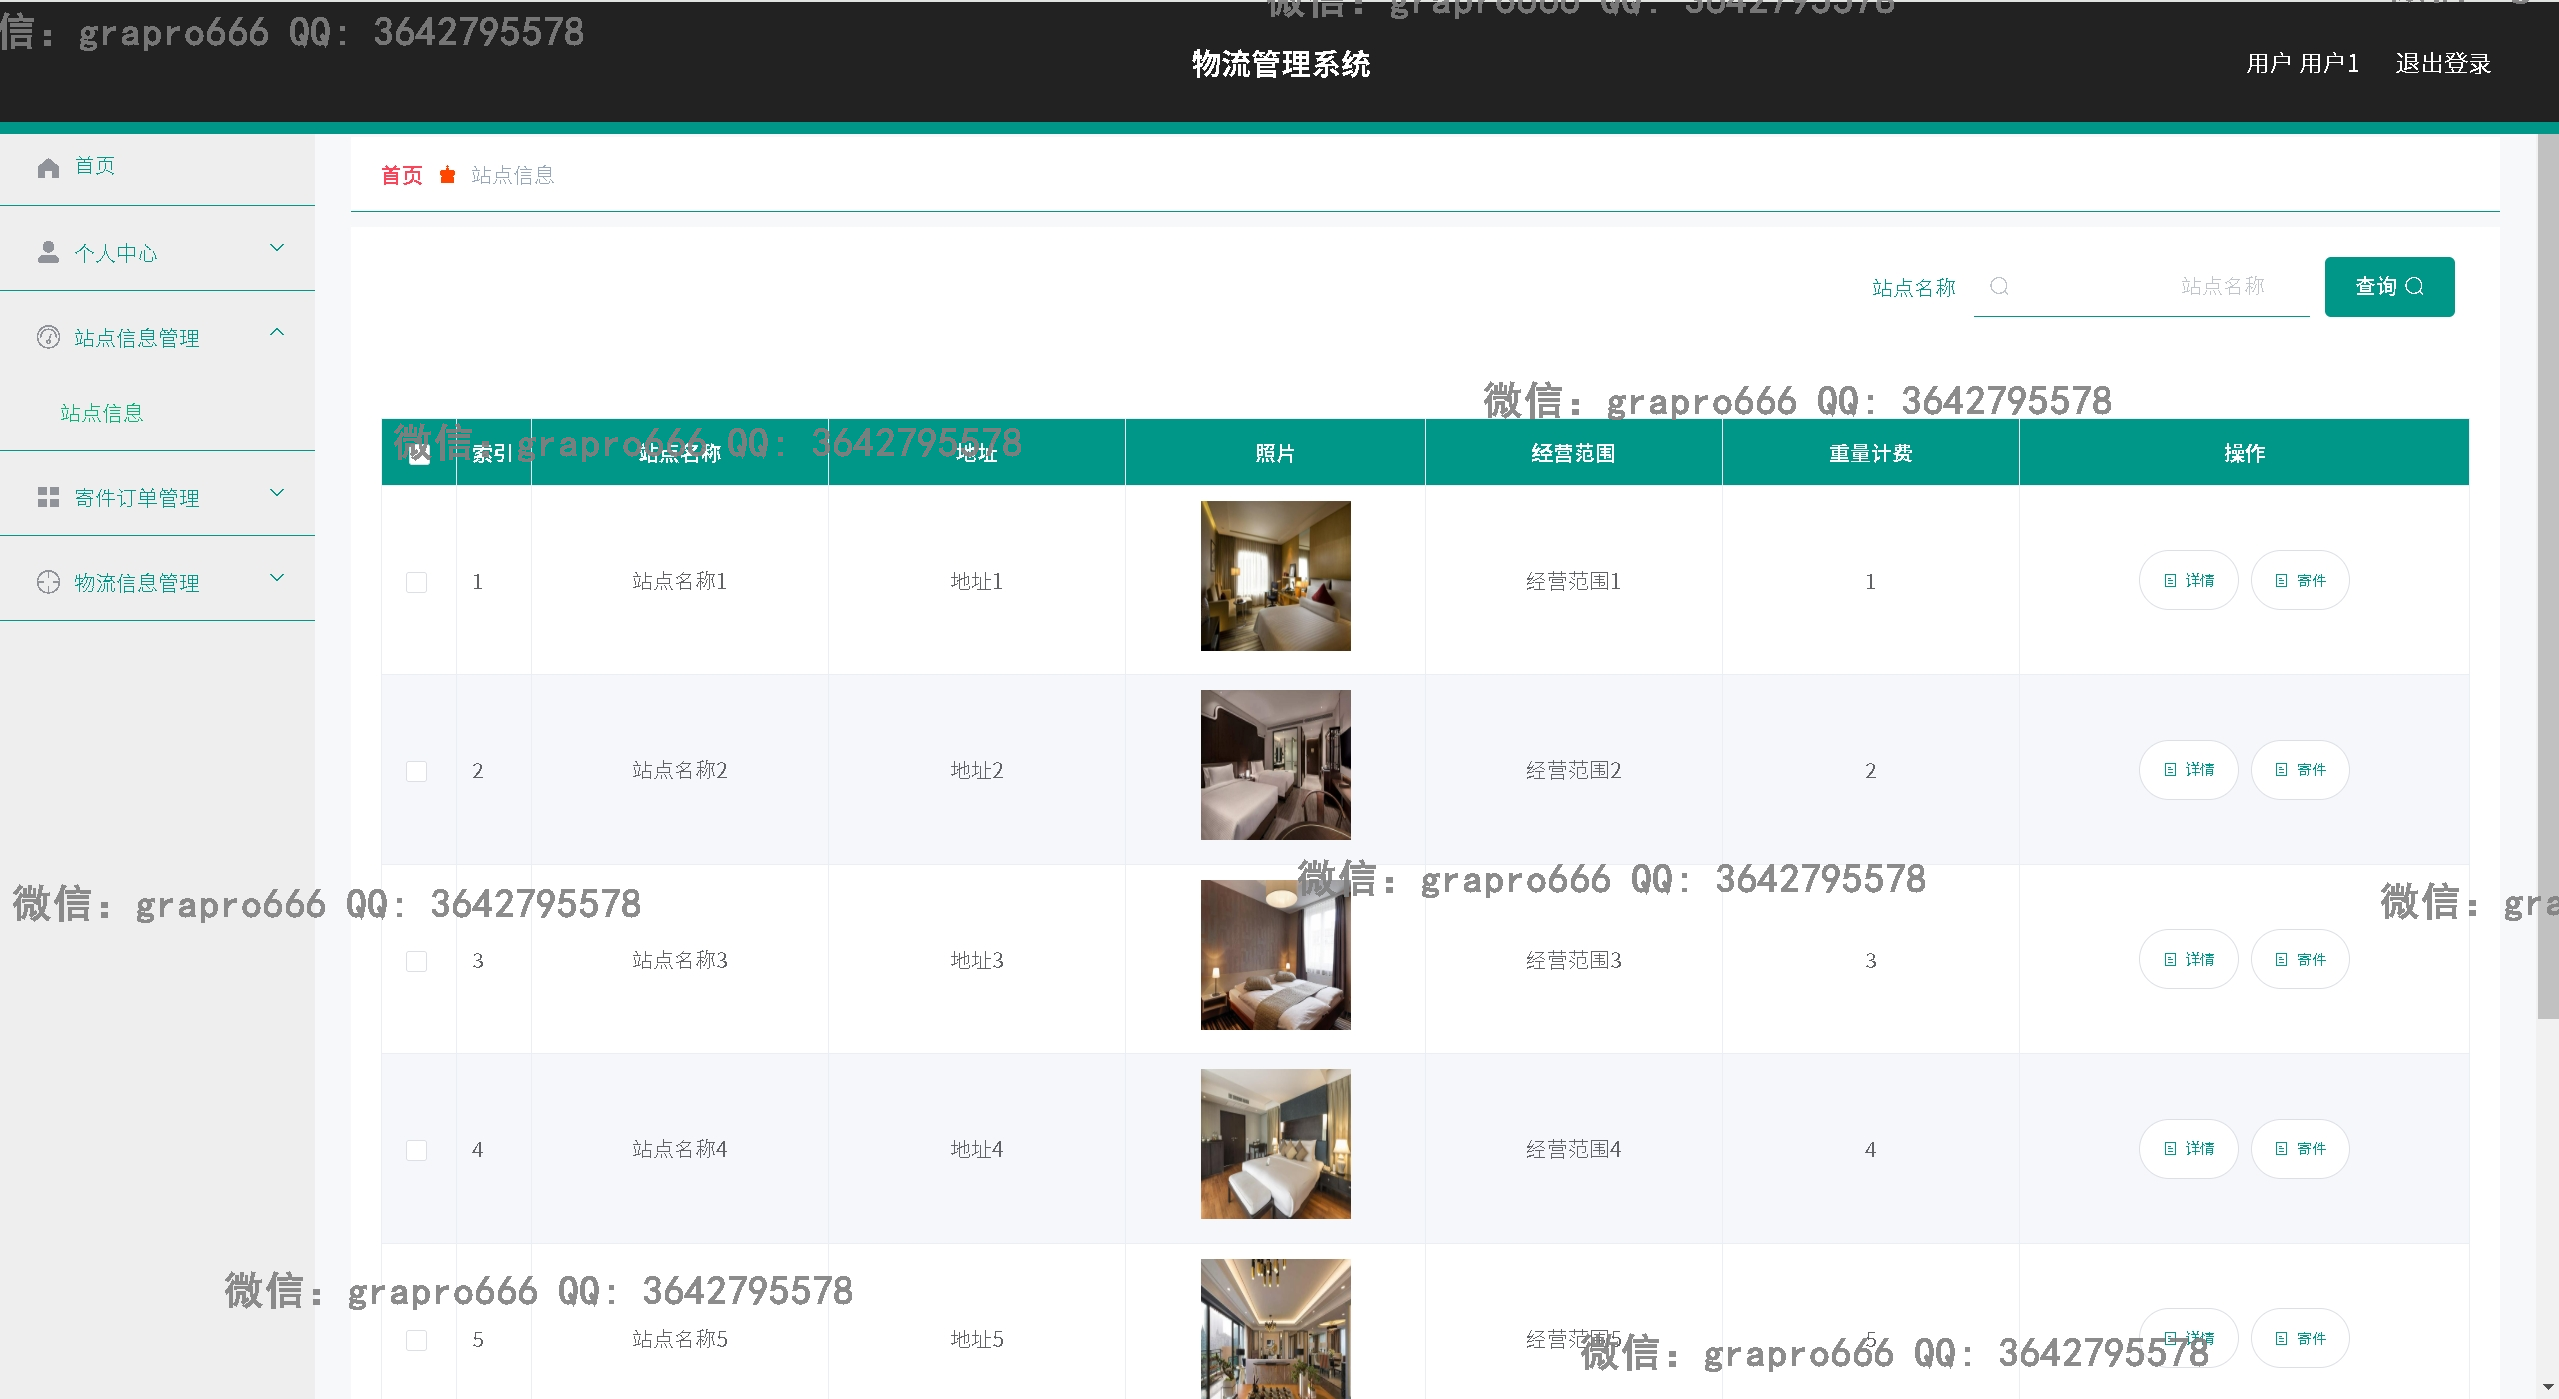 信: grapro666 QQ: 3642795578
微信: grapro666 QQ: 3642795578
物流管理系统
用户 用户1 退出登录
首页
个人中心
站点信息管理
站点信息
寄件订单管理
物流信息管理
首页 站点信息
站点名称 站点名称 查询
微信: grapro666 QQ: 3642795578
微信: grapro666 QQ: 3642795578
索引 站点名称 地址 照片 经营范围 重量计费 操作
1 站点名称1 地址1 经营范围1 1 详情 寄件
2 站点名称2 地址2 经营范围2 2 详情 寄件
微信: grapro666 QQ: 3642795578
微信: grapro666 QQ: 3642795578
微信: gra
3 站点名称3 地址3 经营范围3 3 详情 寄件
4 站点名称4 地址4 经营范围4 4 详情 寄件
微信: grapro666 QQ: 3642795578
5 站点名称5 地址5 经营范围5 5 详情 寄件
微信: grapro666 QQ: 3642795578